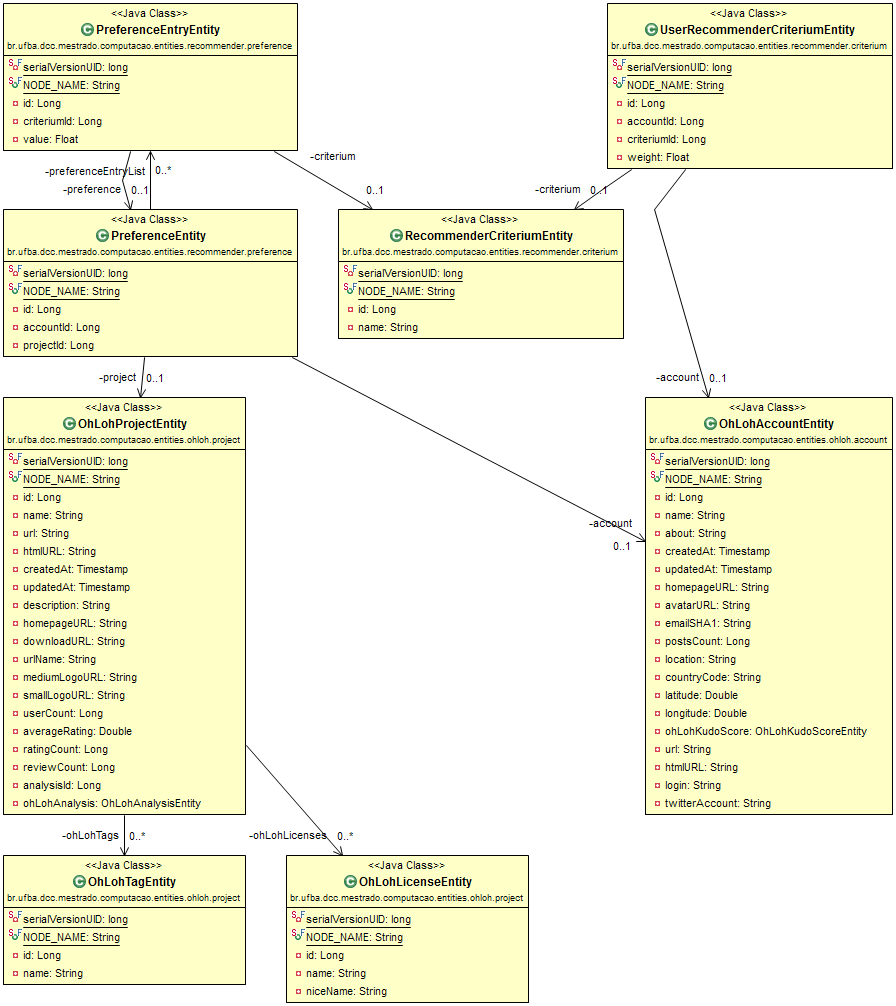 <<Java Class>>
PreferenceEntryEntity
br.ufba.dcc.mestrado.computacao.entities.recommender.preference
serialVersionUID: long
NODE_NAME: String
id: Long
criteriumId: Long
value: Float
<<Java Class>>
UserRecommenderCriteriumEntity
br.ufba.dcc.mestrado.computacao.entities.recommender.criterium
serialVersionUID: long
NODE_NAME: String
id: Long
accountId: Long
criteriumId: Long
weight: Float
-preferenceEntryList
0..*
-preference
0..1
-criterium
0..1
-criterium
0..1
<<Java Class>>
PreferenceEntity
br.ufba.dcc.mestrado.computacao.entities.recommender.preference
serialVersionUID: long
NODE_NAME: String
id: Long
accountId: Long
projectId: Long
<<Java Class>>
RecommenderCriteriumEntity
br.ufba.dcc.mestrado.computacao.entities.recommender.criterium
serialVersionUID: long
NODE_NAME: String
id: Long
name: String
-project
0..1
-account
0..1
-account
0..1
<<Java Class>>
OhLohProjectEntity
br.ufba.dcc.mestrado.computacao.entities.ohloh.project
serialVersionUID: long
NODE_NAME: String
id: Long
name: String
url: String
htmlURL: String
createdAt: Timestamp
updatedAt: Timestamp
description: String
homepageURL: String
downloadURL: String
urlName: String
mediumLogoURL: String
smallLogoURL: String
userCount: Long
averageRating: Double
ratingCount: Long
reviewCount: Long
analysisId: Long
ohLohAnalysis: OhLohAnalysisEntity
<<Java Class>>
OhLohAccountEntity
br.ufba.dcc.mestrado.computacao.entities.ohloh.account
serialVersionUID: long
NODE_NAME: String
id: Long
name: String
about: String
createdAt: Timestamp
updatedAt: Timestamp
homepageURL: String
avatarURL: String
emailSHA1: String
postsCount: Long
location: String
countryCode: String
latitude: Double
longitude: Double
ohLohKudoScore: OhLohKudoScoreEntity
url: String
htmlURL: String
login: String
twitterAccount: String
-ohLohTags
0..*
-ohLohLicenses
0..*
<<Java Class>>
OhLohTagEntity
br.ufba.dcc.mestrado.computacao.entities.ohloh.project
serialVersionUID: long
NODE_NAME: String
id: Long
name: String
<<Java Class>>
OhLohLicenseEntity
br.ufba.dcc.mestrado.computacao.entities.ohloh.project
serialVersionUID: long
NODE_NAME: String
id: Long
name: String
niceName: String